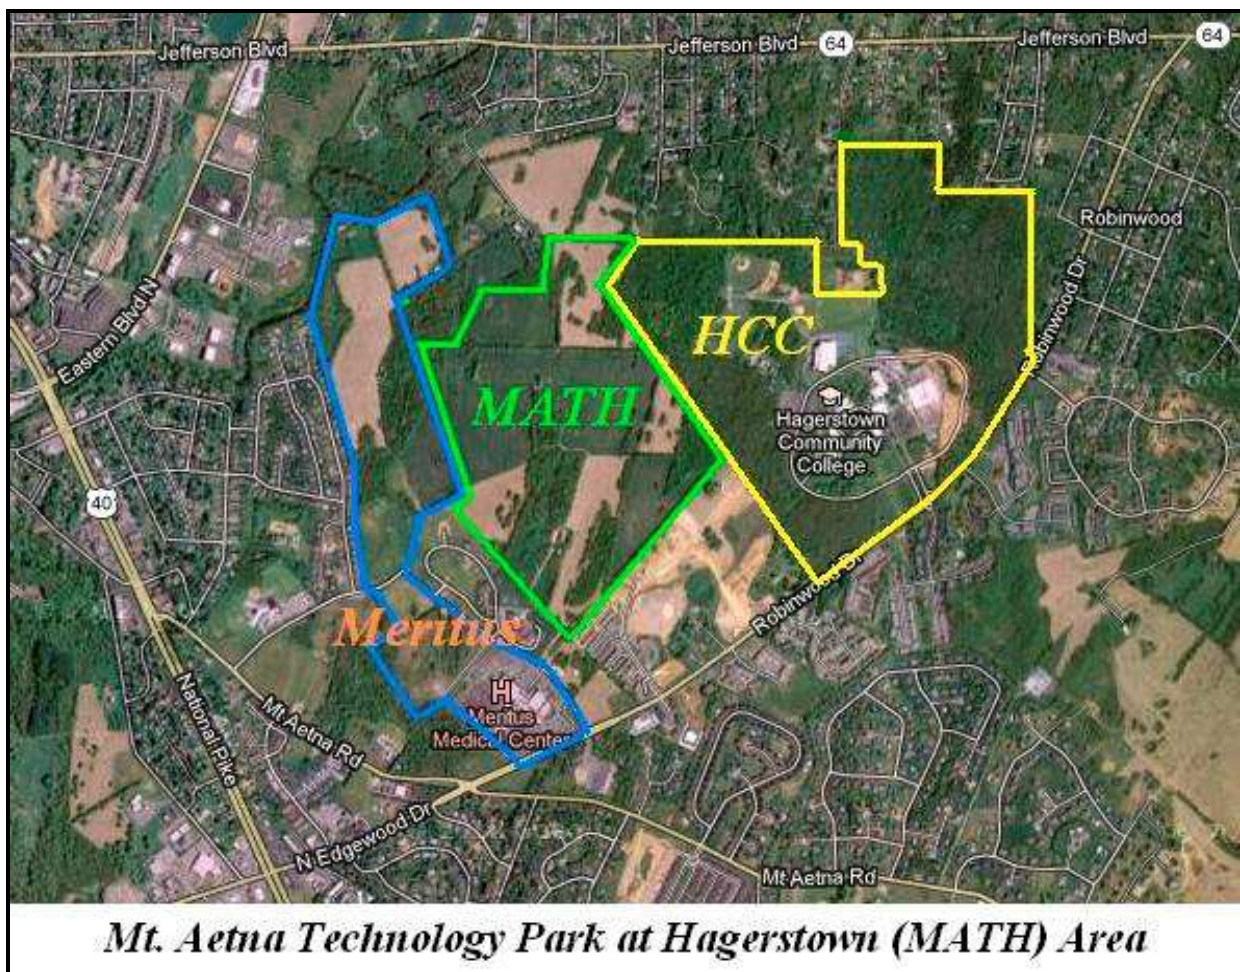 Jefferson Blvd
Jefferson Blvd
64
Jefferson Blvd
64
Robinwood
Robinwood Dr
Eastern Blvd N
HCC
MATH
Hagerstown
Community
College
40
Robinwood Dr
Meritus
H
Meritus
Medical Center
National Pike
Mt Aetna Rd
N Edgewood Dr
Mt Aetna Rd
Mt. Aetna Technology Park at Hagerstown (MATH) Area